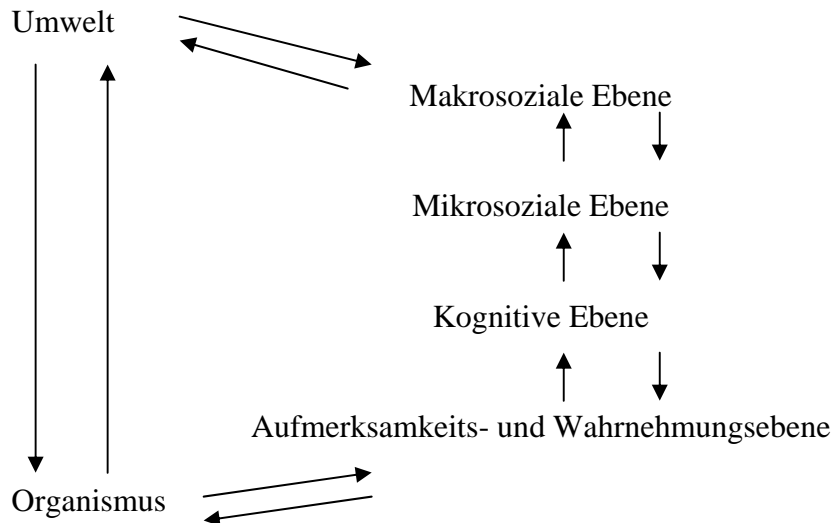 Umwelt
Makrosoziale Ebene
Mikrosoziale Ebene
Kognitive Ebene
Aufmerksamkeits- und Wahrnehmungsebene
Organismus